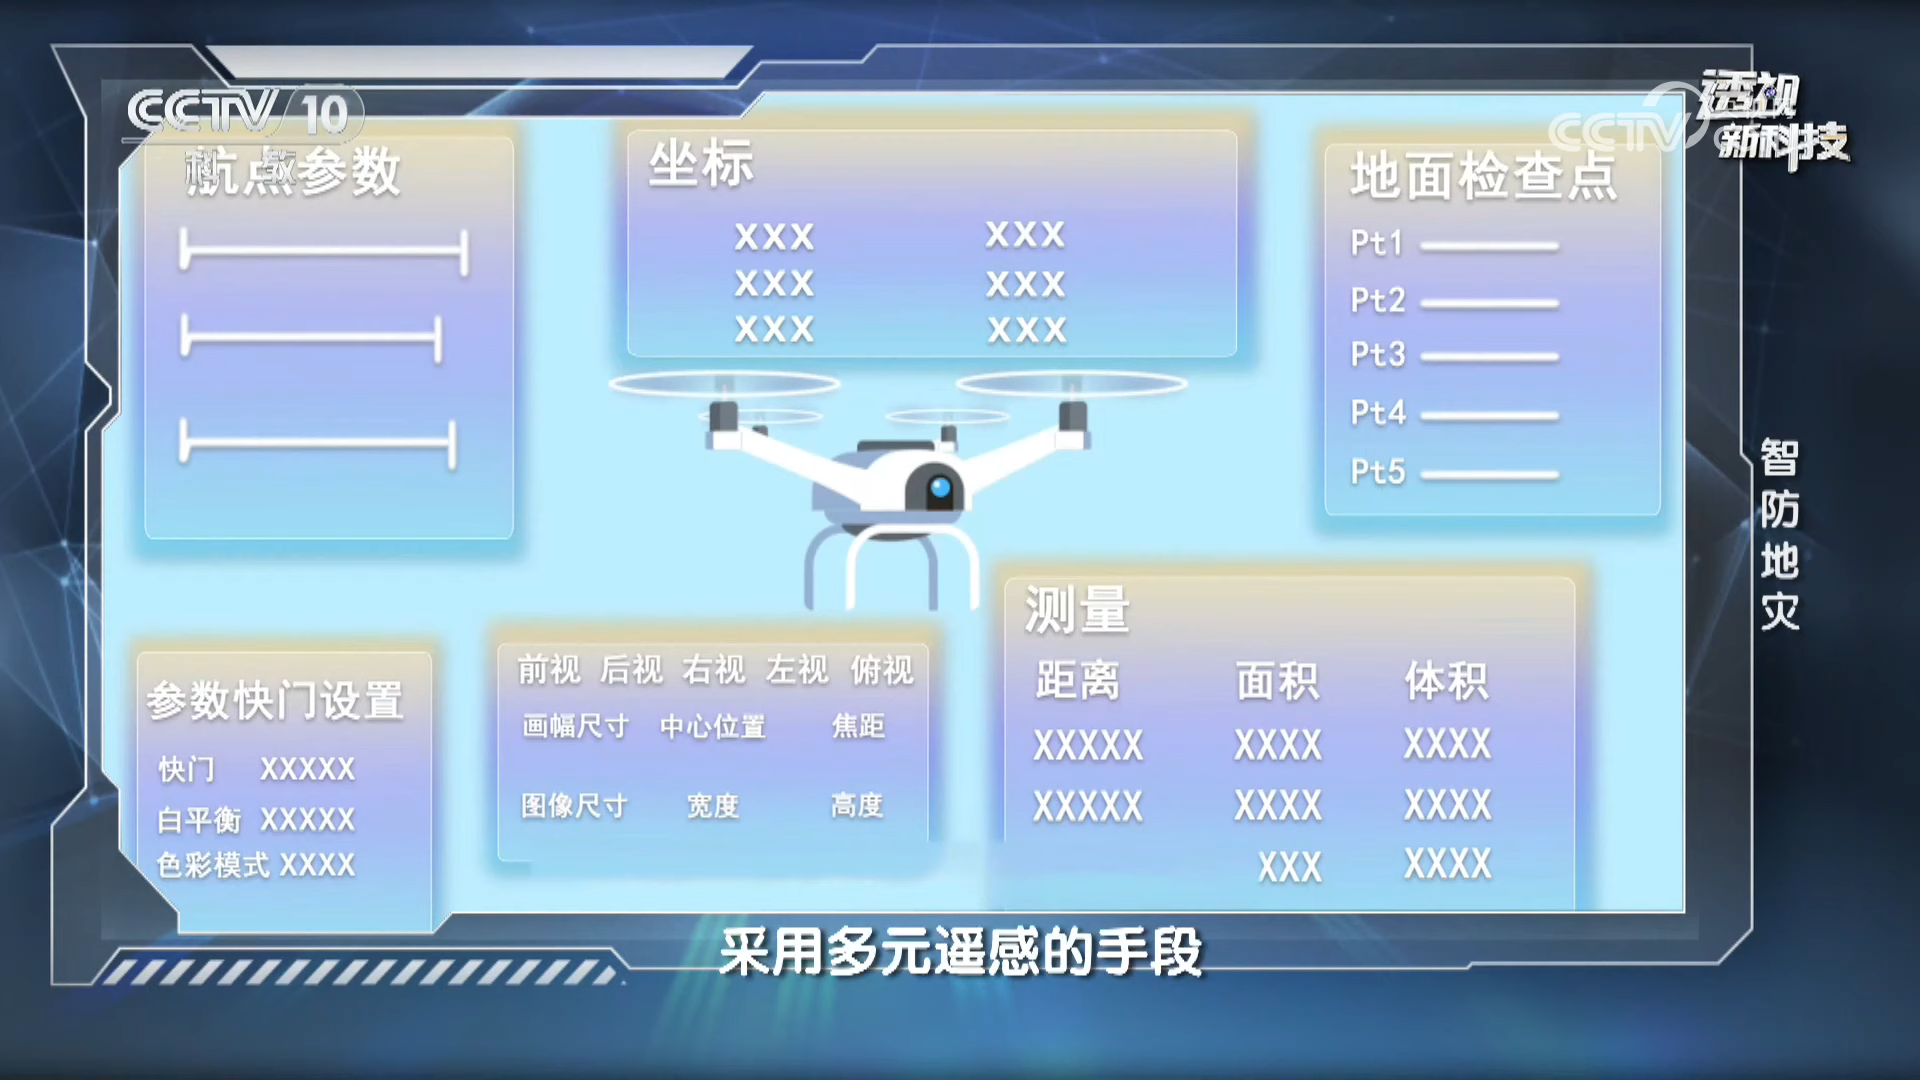 CCTV 10
科教
透视
新科技
CCTV
航点参数
坐标
XXX XXX
XXX XXX
XXX XXX
地面检查点
Pt1
Pt2
Pt3
Pt4
Pt5
智防地灾
参数快门设置
快门 XXXXX
白平衡 XXXXX
色彩模式 XXXX
前视 后视 右视 左视 俯视
画幅尺寸 中心位置 焦距
图像尺寸 宽度 高度
测量
距离 面积 体积
XXXXX XXXX XXXX
XXXXX XXXX XXXX
XXX XXXX
采用多元遥感的手段